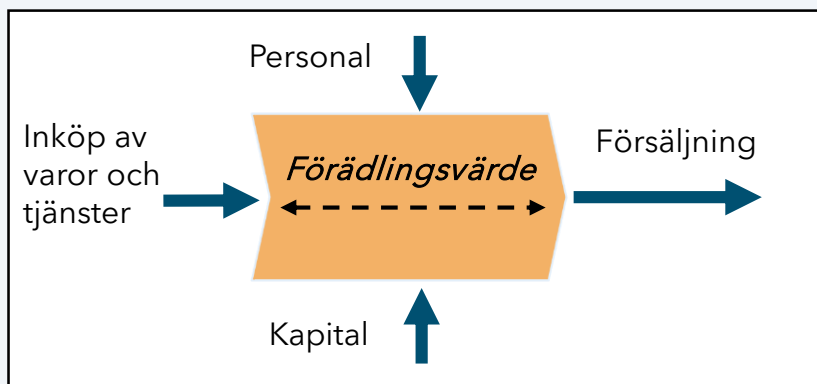 Personal
Inköp av
varor och
tjänster
Förädlingsvärde
Försäljning
Kapital